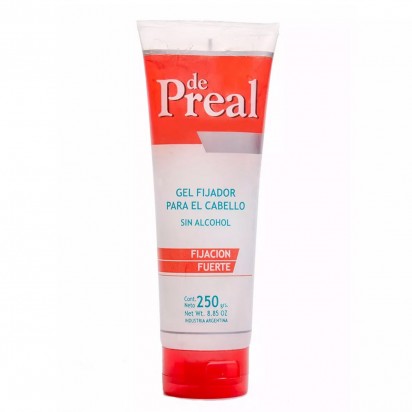 de
Preal
GEL FIJADOR
PARA EL CABELLO
SIN ALCOHOL
FIJACION
FUERTE
Cont.
Neto 250 g/s.
Net Wt. 8.85 OZ
INDUSTRIA ARGENTINA